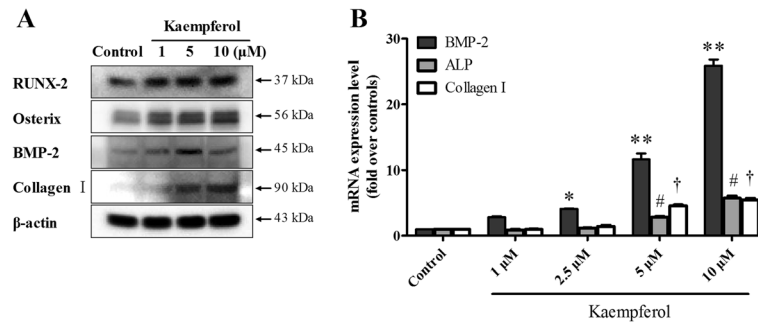 A
Kaempferol
Control 1 5 10 (μM)
RUNX-2 37 kDa
Osterix 56 kDa
BMP-2 45 kDa
Collagen Ⅰ 90 kDa
β-actin 43 kDa
B
mRNA expression level
(fold over controls)
30
20
10
0
BMP-2
ALP
Collagen I
*
**
#
†
**
#
†
Control
1 μM
2.5 μM
5 μM
10 μM
Kaempferol